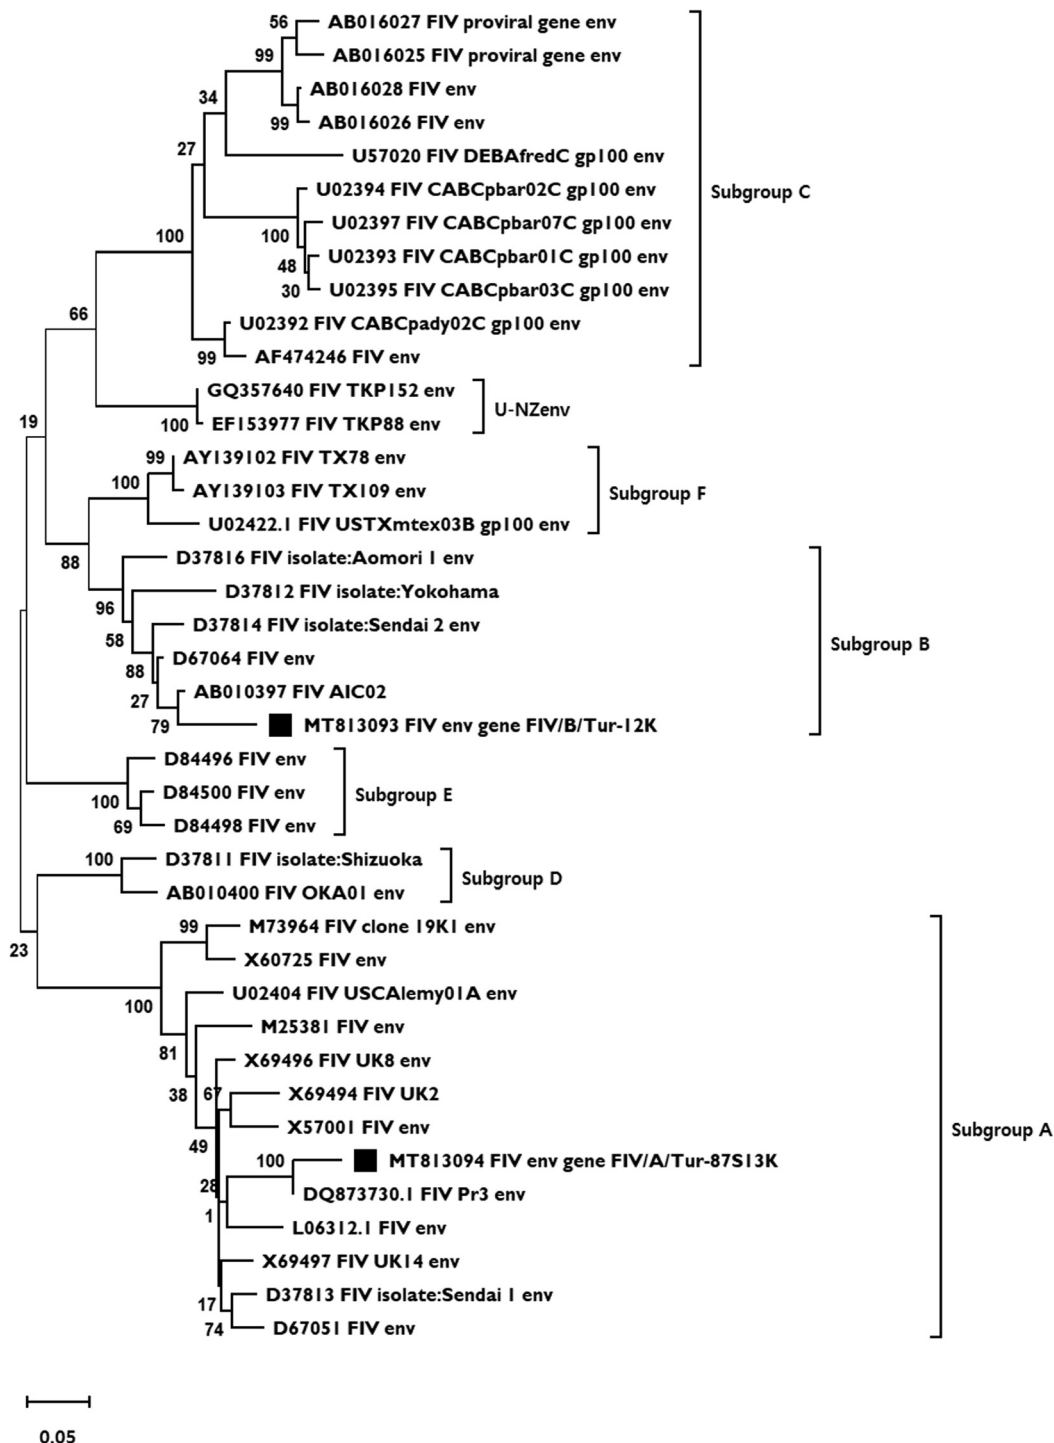 56
AB016027 FIV proviral gene env
AB016025 FIV proviral gene env
99
AB016028 FIV env
34
99
AB016026 FIV env
27
U57020 FIV DEBAfredC gp100 env
U02394 FIV CABCpbar02C gp100 env
Subgroup C
U02397 FIV CABCpbar07C gp100 env
100
100
U02393 FIV CABCpbar01C gp100 env
48
U02395 FIV CABCpbar03C gp100 env
30
66
U02392 FIV CABCpady02C gp100 env
AF474246 FIV env
99
GQ357640 FIV TKP152 env
U-NZenv
19
EF153977 FIV TKP88 env
100
99
AY139102 FIV TX78 env
100
AY139103 FIV TX109 env
Subgroup F
U02422.1 FIV USTXmtex03B gp100 env
88
D37816 FIV isolate:Aomori 1 env
D37812 FIV isolate:Yokohama
96
D37814 FIV isolate:Sendai 2 env
58
Subgroup B
D67064 FIV env
88
AB010397 FIV AIC02
27
MT813093 FIV env gene FIV/B/Tur-12K
79
D84496 FIV env
D84500 FIV env
Subgroup E
100
D84498 FIV env
69
100
D37811 FIV isolate:Shizuoka
Subgroup D
AB010400 FIV OKA01 env
99
M73964 FIV clone 19K1 env
23
X60725 FIV env
U02404 FIV USCAlemy01A env
100
M25381 FIV env
81
X69496 FIV UK8 env
38
67
X69494 FIV UK2
X57001 FIV env
Subgroup A
49
100
MT813094 FIV env gene FIV/A/Tur-87S13K
28
DQ873730.1 FIV Pr3 env
1
L06312.1 FIV env
X69497 FIV UK14 env
D37813 FIV isolate:Sendai 1 env
17
D67051 FIV env
74
0.05